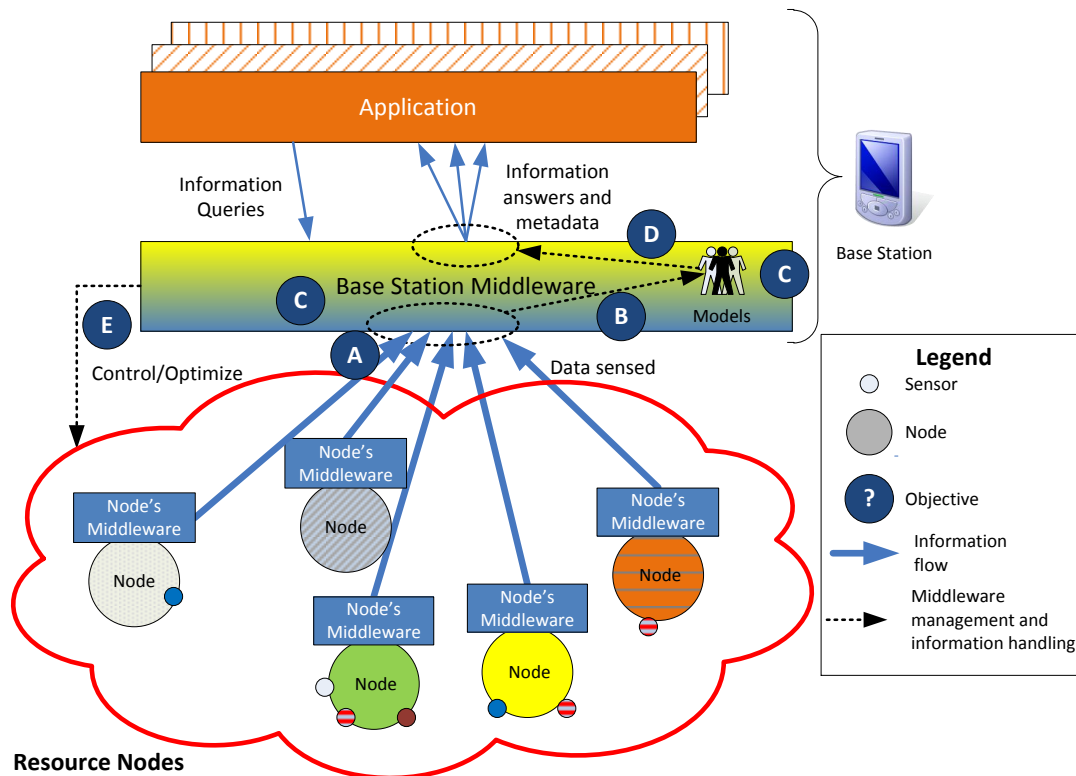 Application
Information
Queries
Information
answers and
metadata
D
Base Station
C
Base Station Middleware
C
B
Models
E
A
Control/Optimize
Data sensed
Legend
Sensor
Node
?
Objective
Information
flow
Middleware
management and
information handling
Node's
Middleware
Node
Node's
Middleware
Node
Node's
Middleware
Node
Node's
Middleware
Node
Node's
Middleware
Node
Resource Nodes